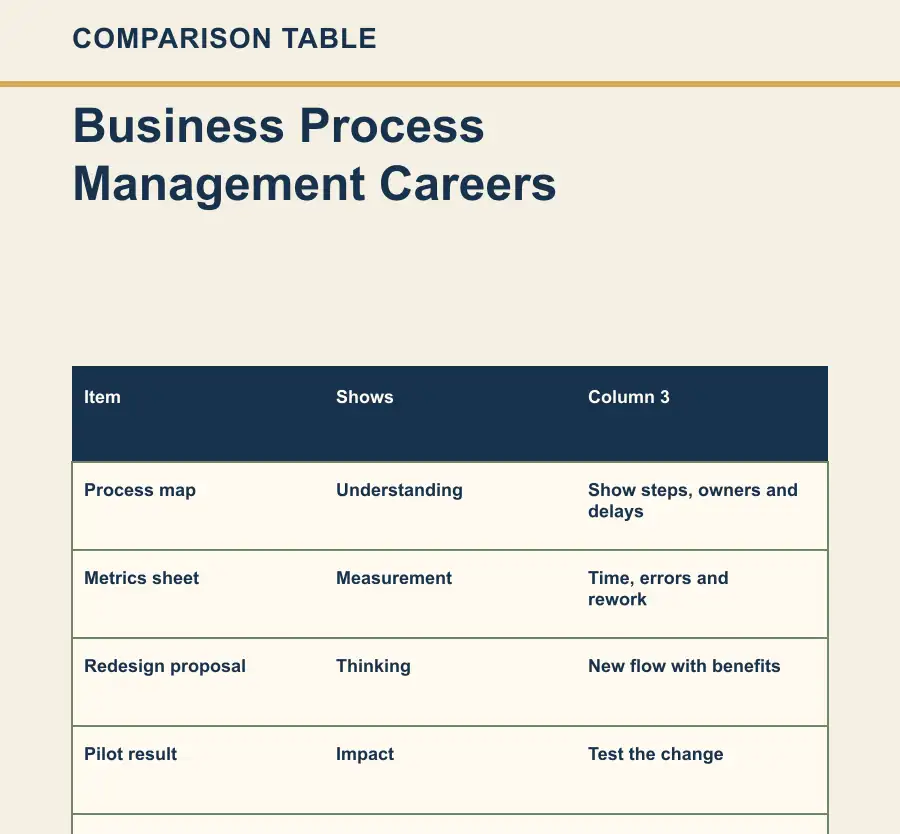 COMPARISON TABLE
Business Process
Management Careers
Item Shows Column 3
Process map Understanding Show steps, owners and
delays
Metrics sheet Measurement Time, errors and
rework
Redesign proposal Thinking New flow with benefits
Pilot result Impact Test the change